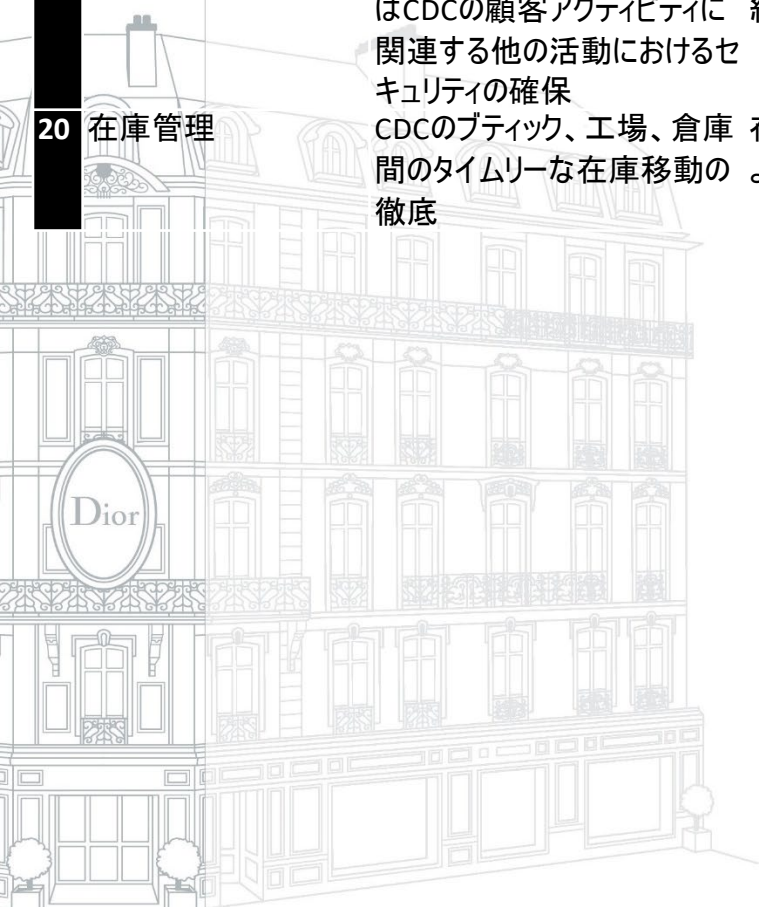 はCDCの顧客アクティビティに
関連する他の活動におけるセ
キュリティの確保
20 在庫管理 CDCのブティック、工場、倉庫
間のタイムリーな在庫移動の
徹底
Dior